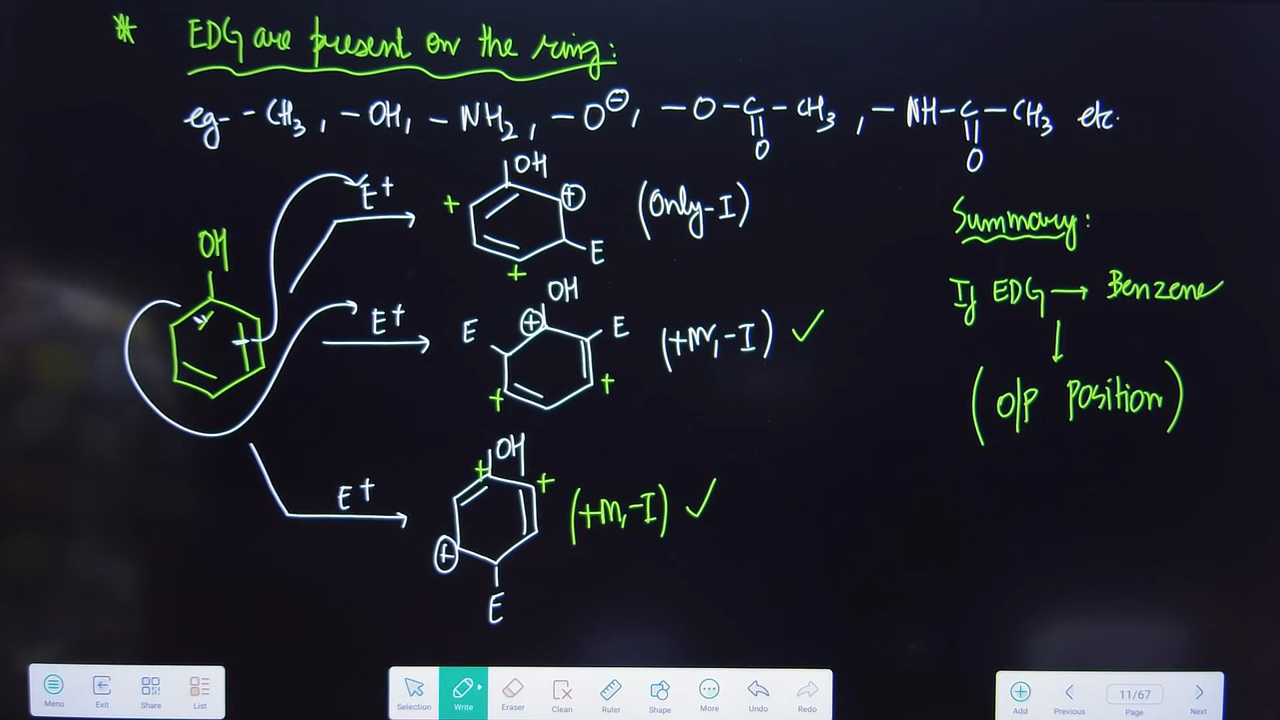 * EDG are present on the ring:
eg- - CH3, - OH, - NH2, - O⊖, - O - C - CH3, - NH - C - CH3 etc.
O
O
OH
E+
+
⊕
(Only -I)
E
+
Summary:
OH
If EDG → Benzene
OH
E+
E
⊕
E
(+M, -I) ✓
+
+
(O/P Position)
OH
E+
+
+
(+M, -I) ✓
⊕
E
Menu
Exit
Share
List
Selection
Write
Eraser
Clean
Ruler
Shape
More
Undo
Redo
Add
Previous
11/67
Page
Next